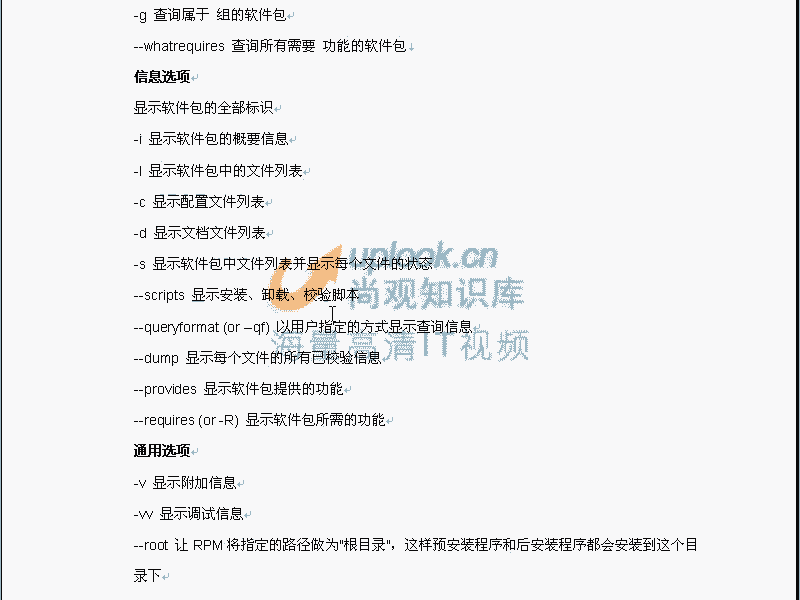 -g 查询属于 组的软件包
--whatrequires 查询所有需要 功能的软件包
信息选项
显示软件包的全部标识
-i 显示软件包的概要信息
-l 显示软件包中的文件列表
-c 显示配置文件列表
-d 显示文档文件列表
-s 显示软件包中文件列表并显示每个文件的状态
--scripts 显示安装、卸载、校验脚本
--queryformat (or –qf) 以用户指定的方式显示查询信息
--dump 显示每个文件的所有已校验信息
--provides 显示软件包提供的功能
--requires (or -R) 显示软件包所需的功能
通用选项
-v 显示附加信息
-vv 显示调试信息
--root 让 RPM 将指定的路径做为"根目录"，这样预安装程序和后安装程序都会安装到这个目
录下
uplook.cn
尚观知识库
海量高清IT视频